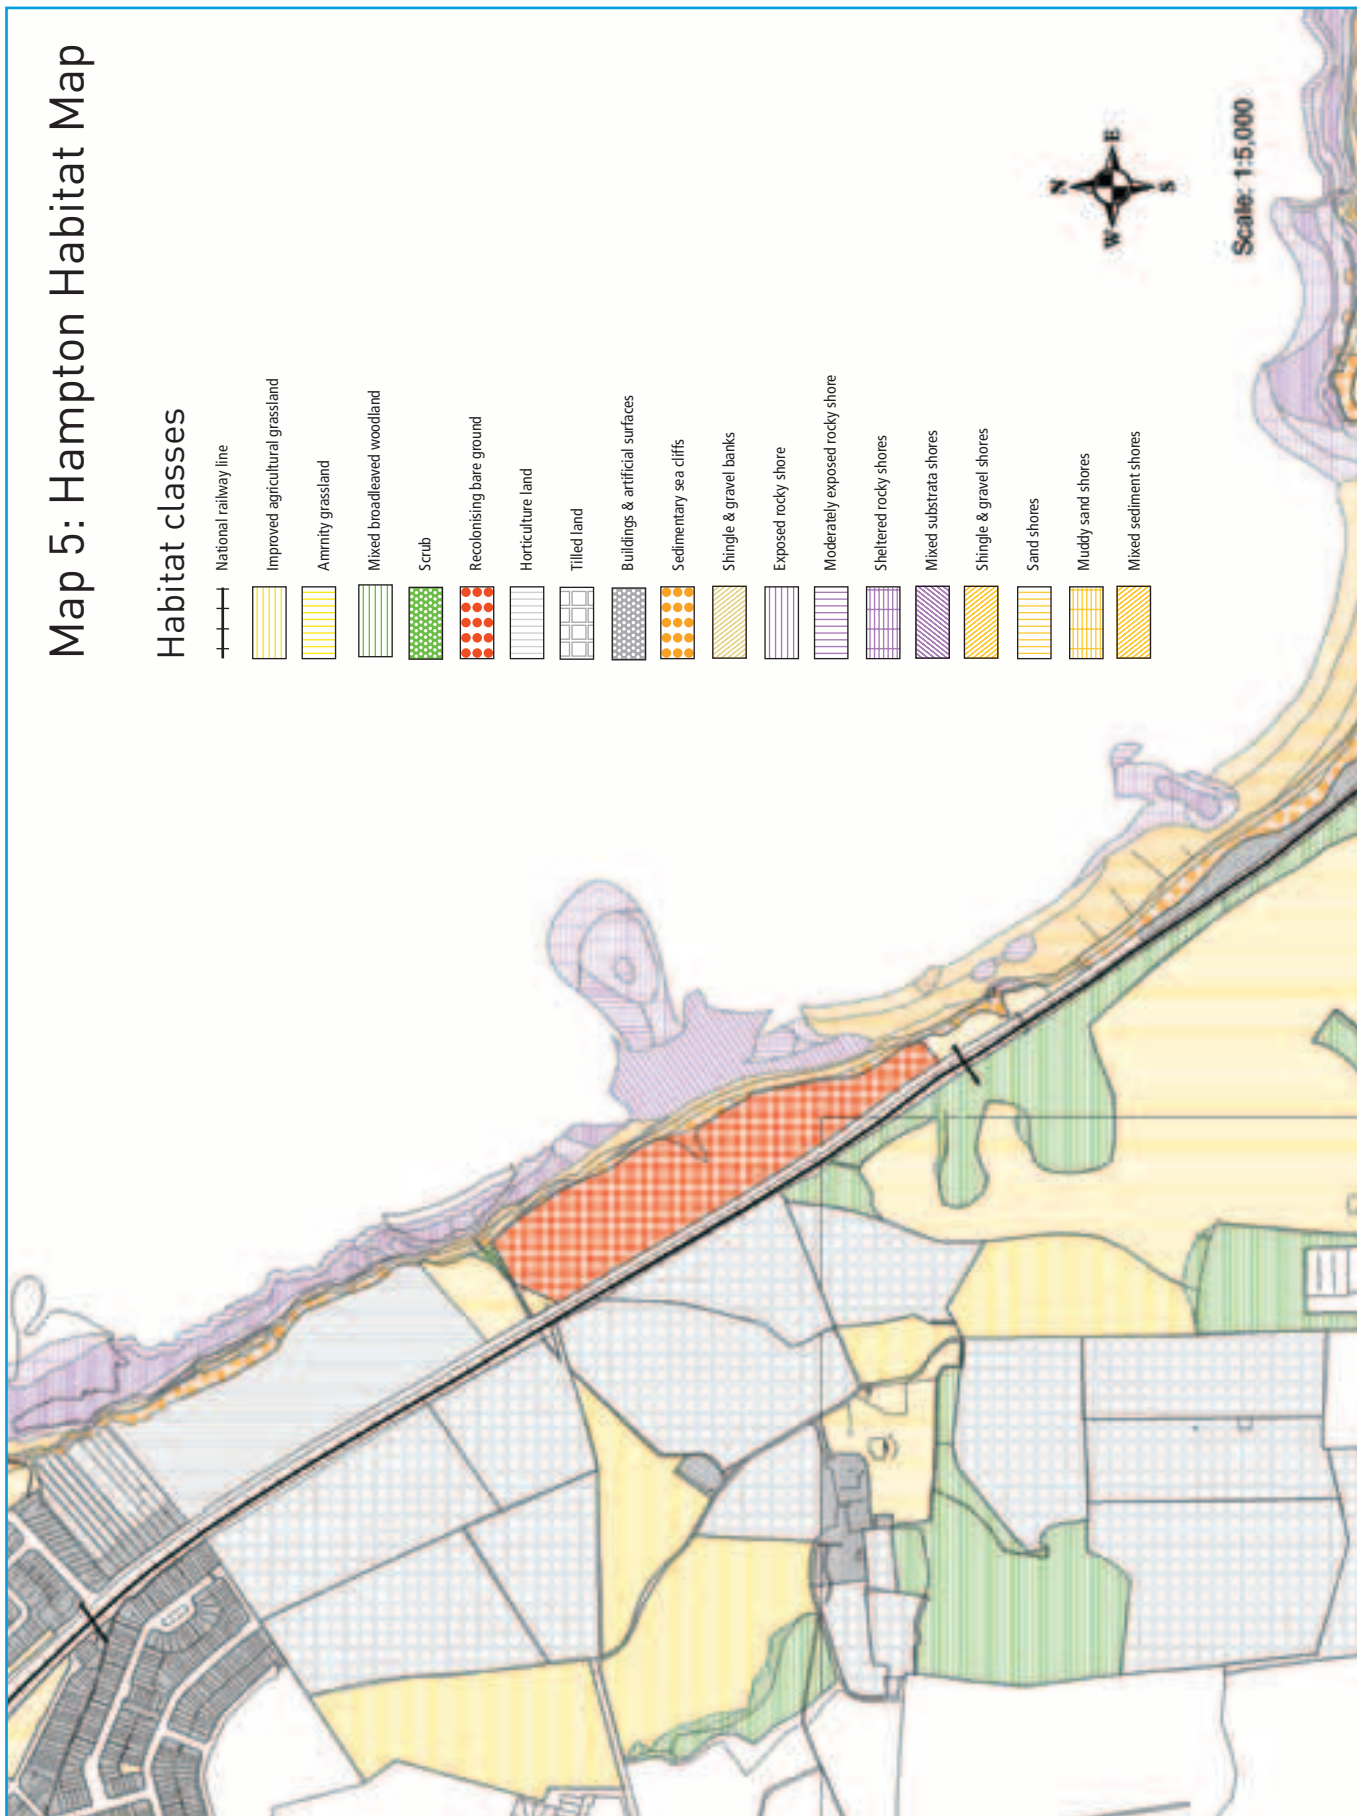 Map 5: Hampton Habitat Map
Habitat classes
National railway line
Improved agricultural grassland
Amrnity grassland
Mixed broadleaved woodland
Scrub
Recolonising bare ground
Horticulture land
Tilled land
Buildings & artificial surfaces
Sedimentary sea cliffs
Shingle & gravel banks
Exposed rocky shore
Moderately exposed rocky shore
Sheltered rocky shores
Mixed substrata shores
Shingle & gravel shores
Sand shores
Muddy sand shores
Mixed sediment shores
N
W E
S
Scale: 1:5,000